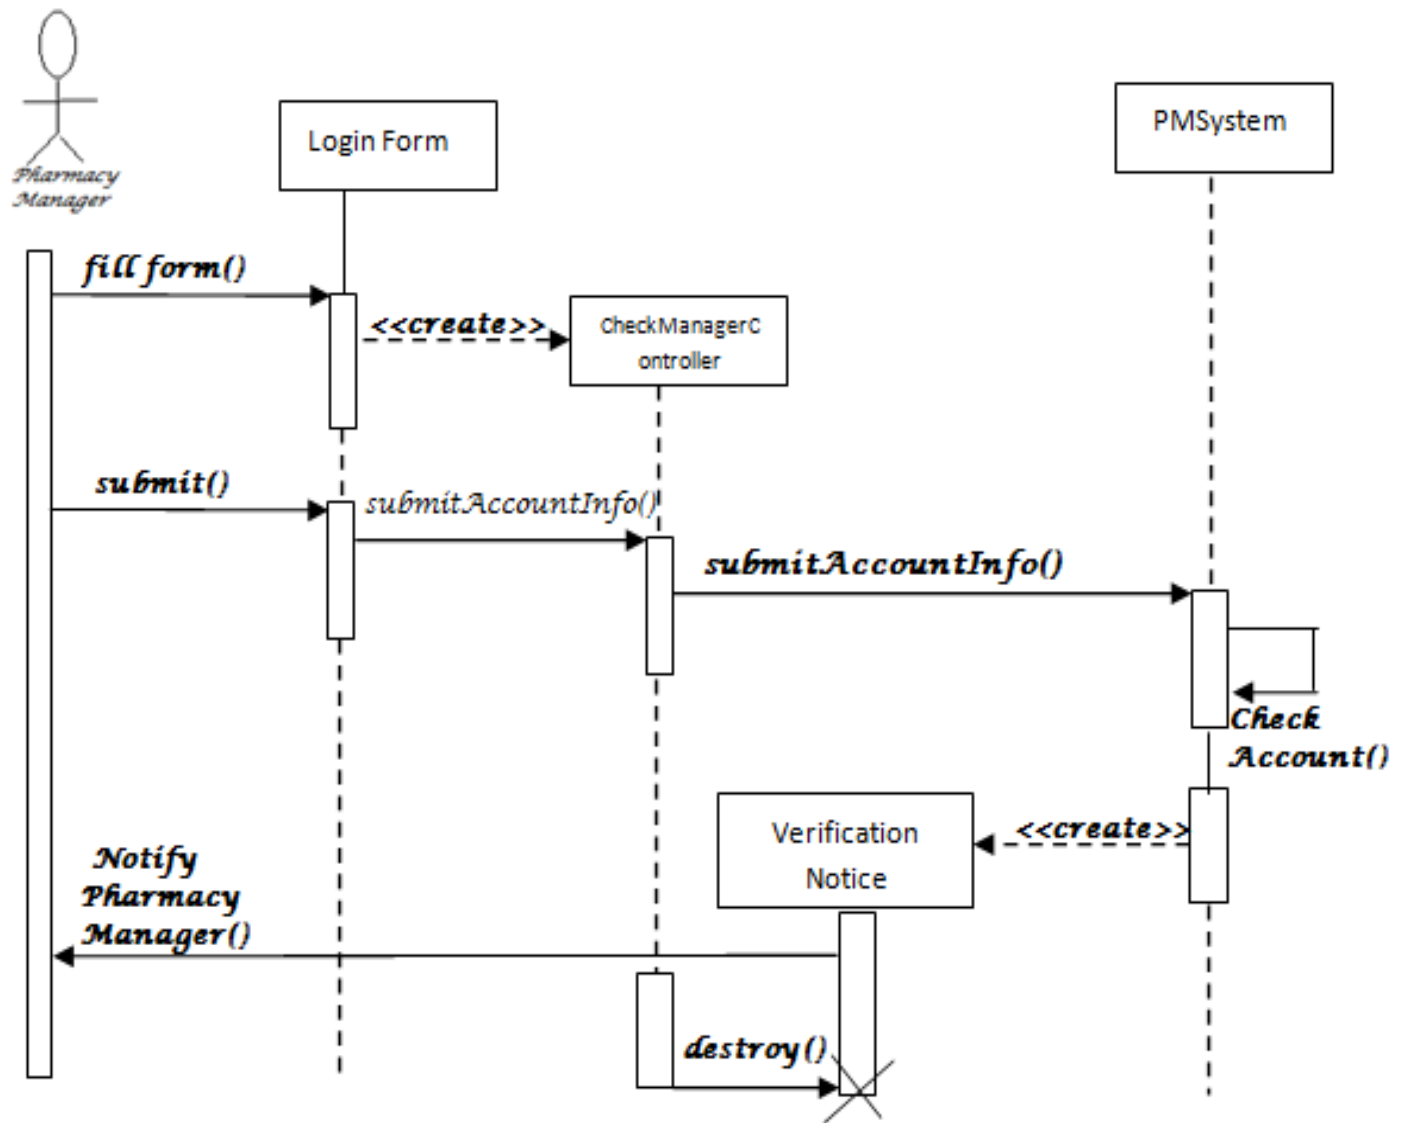 PMSystem
Login Form
Pharmacy
Manager
fill form()
<<create>>
CheckManagerC
ontroller
submit()
submitAccountInfo()
submitAccountInfo()
Check
Account()
<<create>>
Verification
Notice
Notify
Pharmacy
Manager()
destroy()